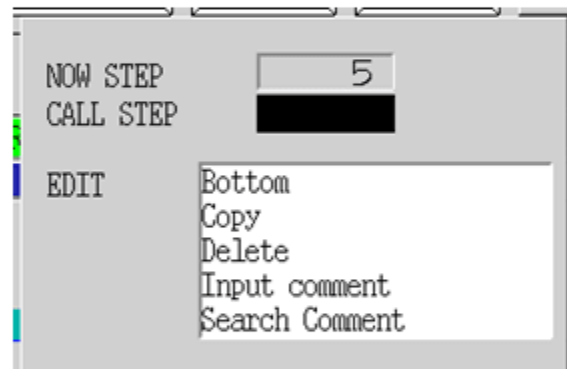 NOW STEP 5
CALL STEP
EDIT Bottom
Copy
Delete
Input comment
Search Comment